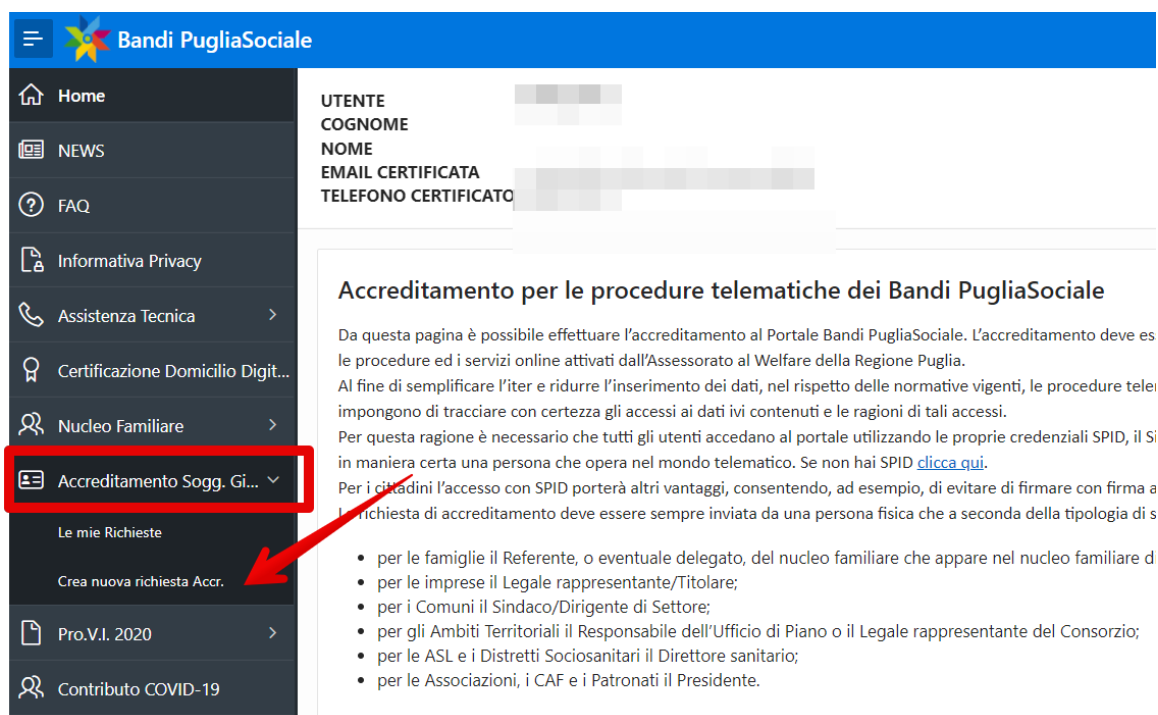 Bandi PugliaSociale
Home
NEWS
FAQ
Informativa Privacy
Assistenza Tecnica
Certificazione Domicilio Digit...
Nucleo Familiare
Accreditamento Sogg. Gi...
Le mie Richieste
Crea nuova richiesta Accr.
Pro.V.I. 2020
Contributo COVID-19
UTENTE
COGNOME
NOME
EMAIL CERTIFICATA
TELEFONO CERTIFICATO
Accreditamento per le procedure telematiche dei Bandi PugliaSociale
Da questa pagina è possibile effettuare l'accreditamento al Portale Bandi PugliaSociale. L'accreditamento deve es
le procedure ed i servizi online attivati dall'Assessorato al Welfare della Regione Puglia.
Al fine di semplificare l'iter e ridurre l'inserimento dei dati, nel rispetto delle normative vigenti, le procedure tele
impongono di tracciare con certezza gli accessi ai dati ivi contenuti e le ragioni di tali accessi.
Per questa ragione è necessario che tutti gli utenti accedano al portale utilizzando le proprie credenziali SPID, il Si
in maniera certa una persona che opera nel mondo telematico. Se non hai SPID clicca qui.
Per i cittadini l'accesso con SPID porterà altri vantaggi, consentendo, ad esempio, di evitare di firmare con firma a
La richiesta di accreditamento deve essere sempre inviata da una persona fisica che a seconda della tipologia di s
• per le famiglie il Referente, o eventuale delegato, del nucleo familiare che appare nel nucleo familiare d
• per le imprese il Legale rappresentante/Titolare;
• per i Comuni il Sindaco/Dirigente di Settore;
• per gli Ambiti Territoriali il Responsabile dell'Ufficio di Piano o il Legale rappresentante del Consorzio;
• per le ASL e i Distretti Sociosanitari il Direttore sanitario;
• per le Associazioni, i CAF e i Patronati il Presidente.